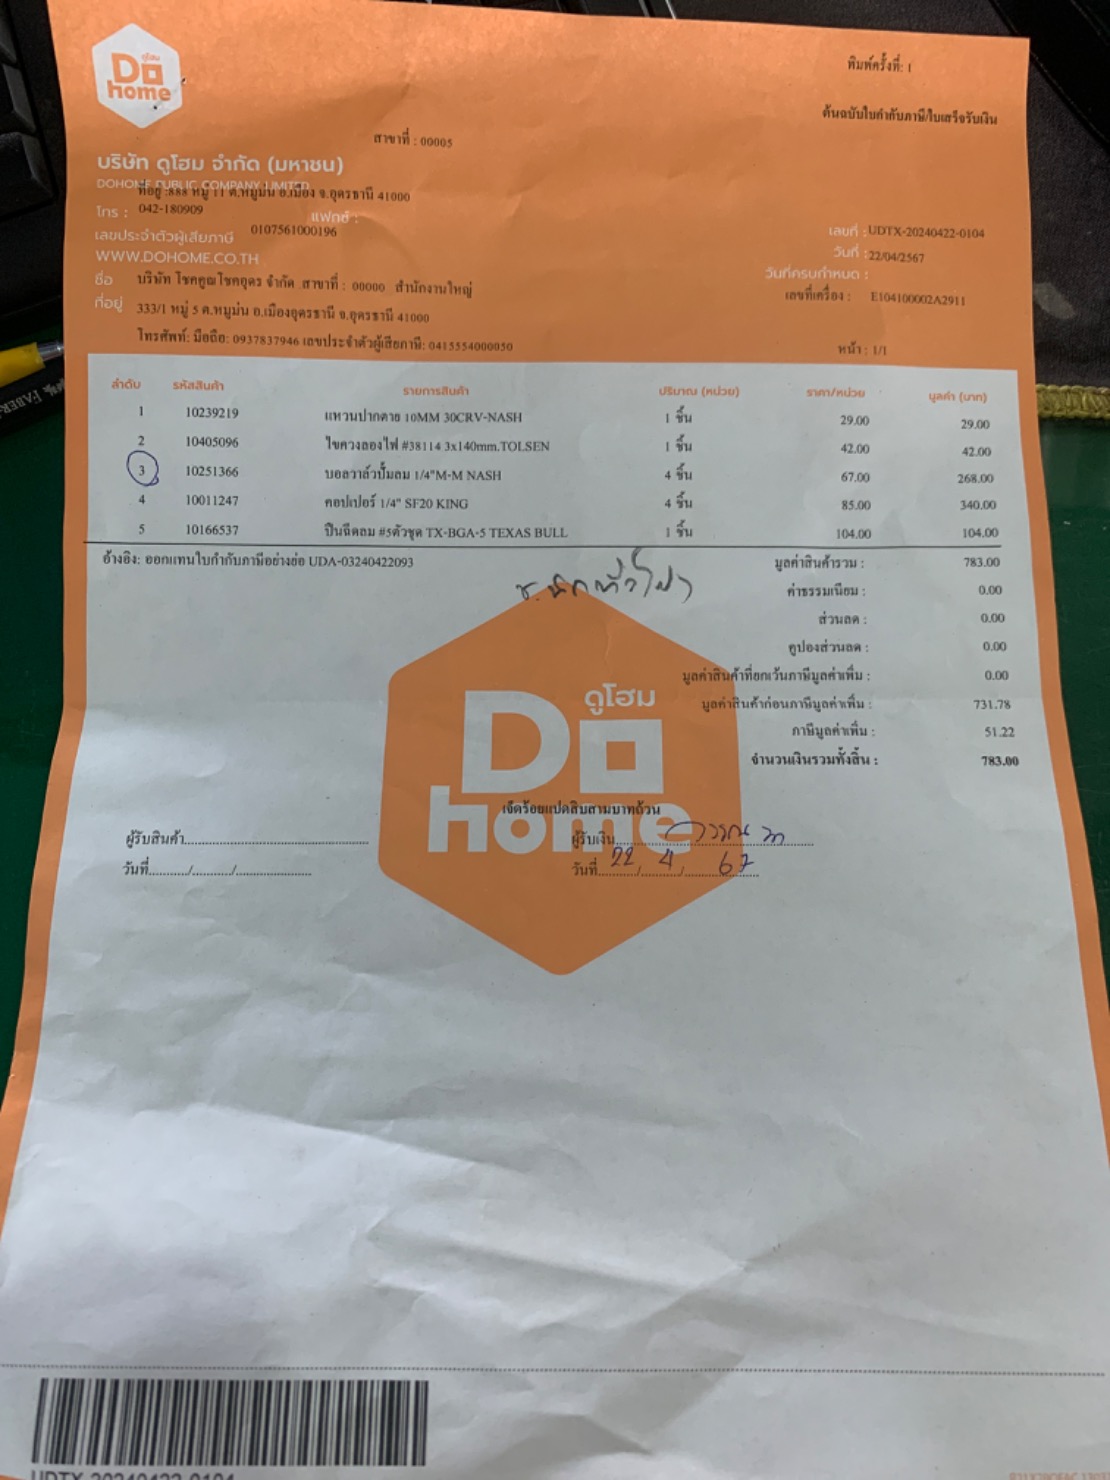 ดูโฮม
Do
home
พิมพ์ครั้งที่: 1
ต้นฉบับใบกำกับภาษี/ใบเสร็จรับเงิน
สาขาที่ : 00005
บริษัท ดูโฮม จำกัด (มหาชน)
DOHOME PUBLIC COMPANY LIMITED
ที่อยู่ :888 หมู่ 11 ต.หมูม่น อ.เมือง จ.อุดรธานี 41000
โทร : 042-180909 แฟกซ์ :
เลขประจำตัวผู้เสียภาษี 0107561000196
WWW.DOHOME.CO.TH
เลขที่ : UDTX-20240422-0104
วันที่ : 22/04/2567
วันที่ครบกำหนด :
เลขที่เครื่อง : E104100002A2911
ชื่อ บริษัท โชคคูณโชคอุดร จำกัด สาขาที่ : 00000 สำนักงานใหญ่
ที่อยู่ 333/1 หมู่ 5 ต.หมูม่น อ.เมืองอุดรธานี จ.อุดรธานี 41000
โทรศัพท์: มือถือ: 0937837946 เลขประจำตัวผู้เสียภาษี: 0415554000050
หน้า : 1/1
ลำดับ รหัสสินค้า รายการสินค้า ปริมาณ (หน่วย) ราคา/หน่วย มูลค่า (บาท)
1 10239219 แหวนปากตาย 10MM 30CRV-NASH 1 ชิ้น 29.00 29.00
2 10405096 ไขควงลองไฟ #38114 3x140mm.TOLSEN 1 ชิ้น 42.00 42.00
3 10251366 บอลวาล์วปั๊มลม 1/4"M-M NASH 4 ชิ้น 67.00 268.00
4 10011247 คอปเปอร์ 1/4" SF20 KING 4 ชิ้น 85.00 340.00
5 10166537 ปืนฉีดลม #5ตัวชุด TX-BGA-5 TEXAS BULL 1 ชิ้น 104.00 104.00
อ้างอิง: ออกแทนใบกำกับภาษีอย่างย่อ UDA-03240422093
มูลค่าสินค้ารวม : 783.00
ค่าธรรมเนียม : 0.00
ส่วนลด : 0.00
คูปองส่วนลด : 0.00
มูลค่าสินค้าที่ยกเว้นภาษีมูลค่าเพิ่ม : 0.00
มูลค่าสินค้าก่อนภาษีมูลค่าเพิ่ม : 731.78
ภาษีมูลค่าเพิ่ม : 51.22
จำนวนเงินรวมทั้งสิ้น : 783.00
ดูโฮม
Do
home
เจ็ดร้อยแปดสิบสามบาทถ้วน
ผู้รับสินค้า
ผู้รับเงิน
วันที่
วันที่ 22/ 4 / 67
UDTX-20240422-0104